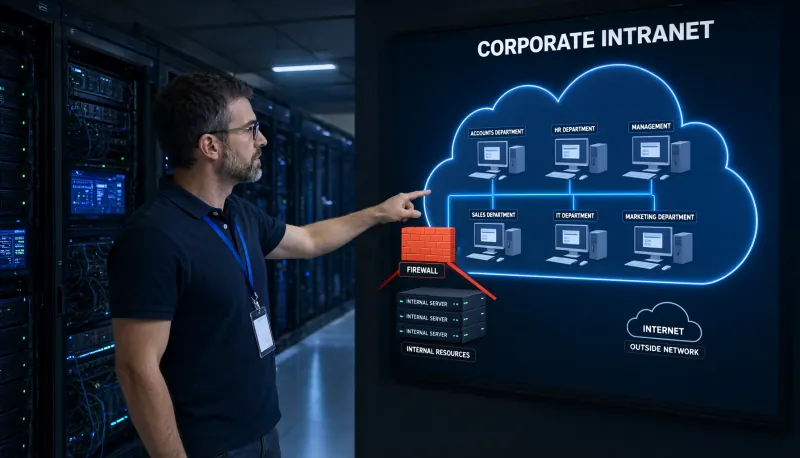 CORPORATE INTRANET
ACCOUNTS DEPARTMENT
HR DEPARTMENT
MANAGEMENT
SALES DEPARTMENT
IT DEPARTMENT
MARKETING DEPARTMENT
FIREWALL
INTERNAL SERVER
INTERNAL SERVER
INTERNAL SERVER
INTERNAL RESOURCES
INTERNET
OUTSIDE NETWORK